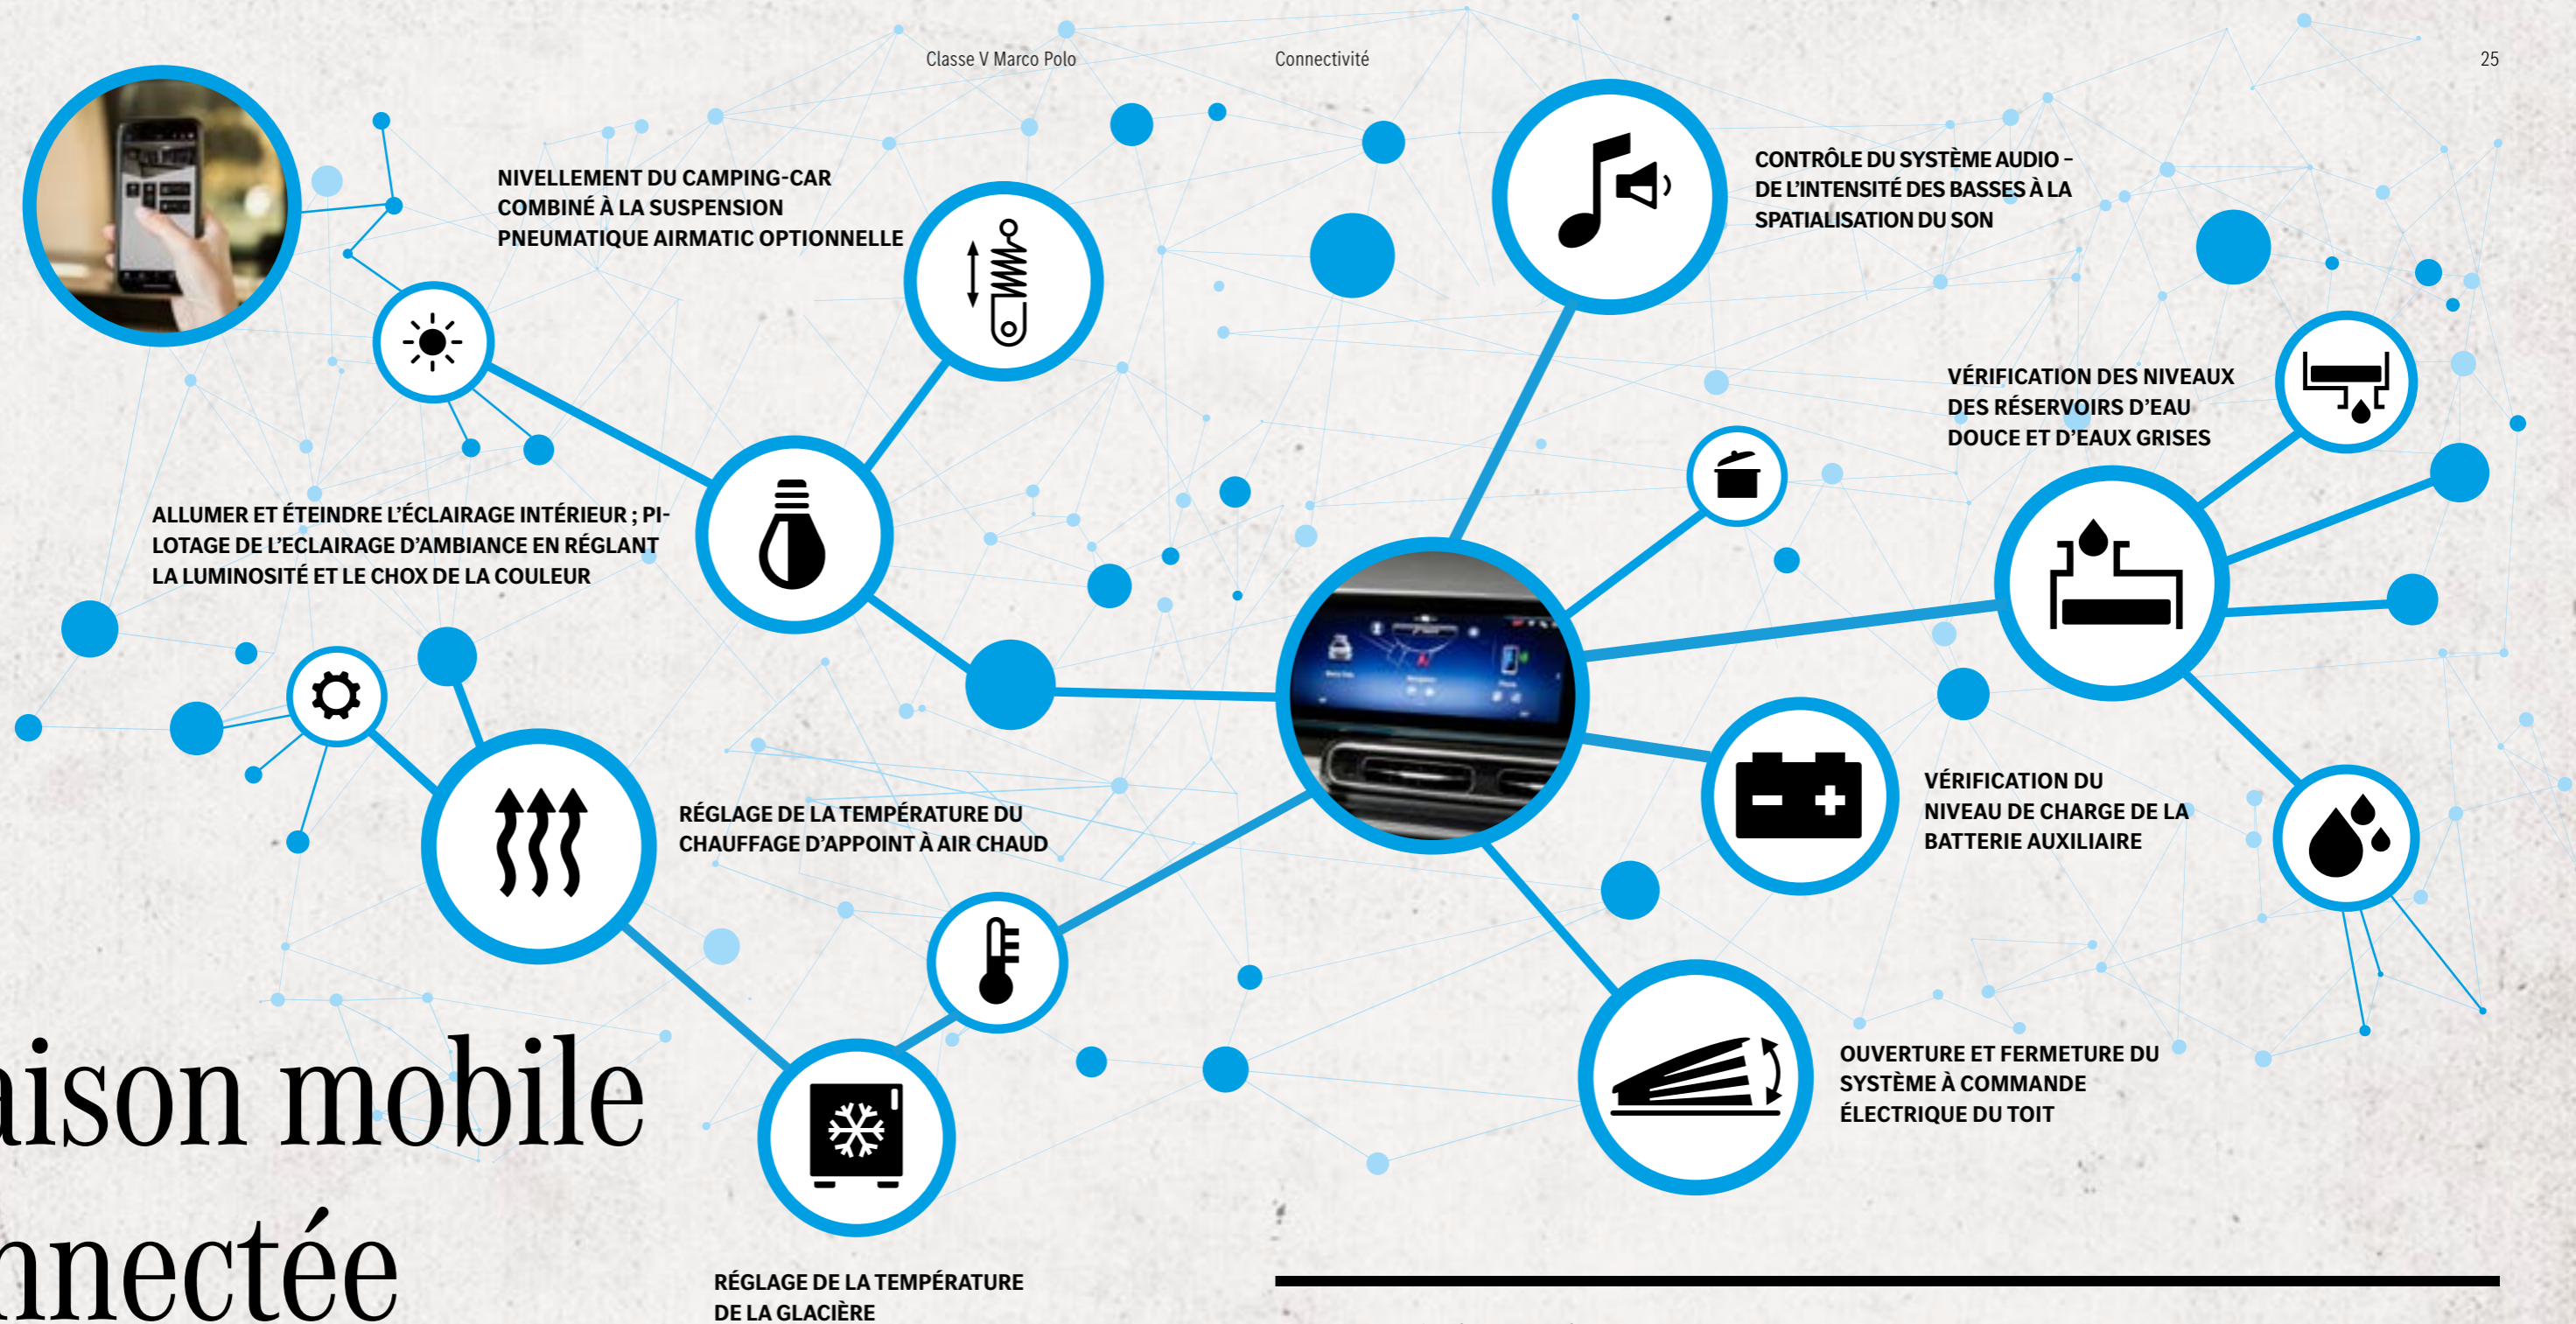 Classe V Marco Polo
Connectivité
25
NIVELLEMENT DU CAMPING-CAR
COMBINÉ À LA SUSPENSION
PNEUMATIQUE AIRMATIC OPTIONNELLE
CONTRÔLE DU SYSTÈME AUDIO –
DE L'INTENSITÉ DES BASSES À LA
SPATIALISATION DU SON
VÉRIFICATION DES NIVEAUX
DES RÉSERVOIRS D'EAU
DOUCE ET D'EAUX GRISES
ALLUMER ET ÉTEINDRE L'ÉCLAIRAGE INTÉRIEUR ; PI-
LOTAGE DE L'ECLAIRAGE D'AMBIANCE EN RÉGLANT
LA LUMINOSITÉ ET LE CHOX DE LA COULEUR
RÉGLAGE DE LA TEMPÉRATURE DU
CHAUFFAGE D'APPOINT À AIR CHAUD
VÉRIFICATION DU
NIVEAU DE CHARGE DE LA
BATTERIE AUXILIAIRE
OUVERTURE ET FERMETURE DU
SYSTÈME À COMMANDE
ÉLECTRIQUE DU TOIT
aison mobile
nnectée
RÉGLAGE DE LA TEMPÉRATURE
DE LA GLACIÈRE